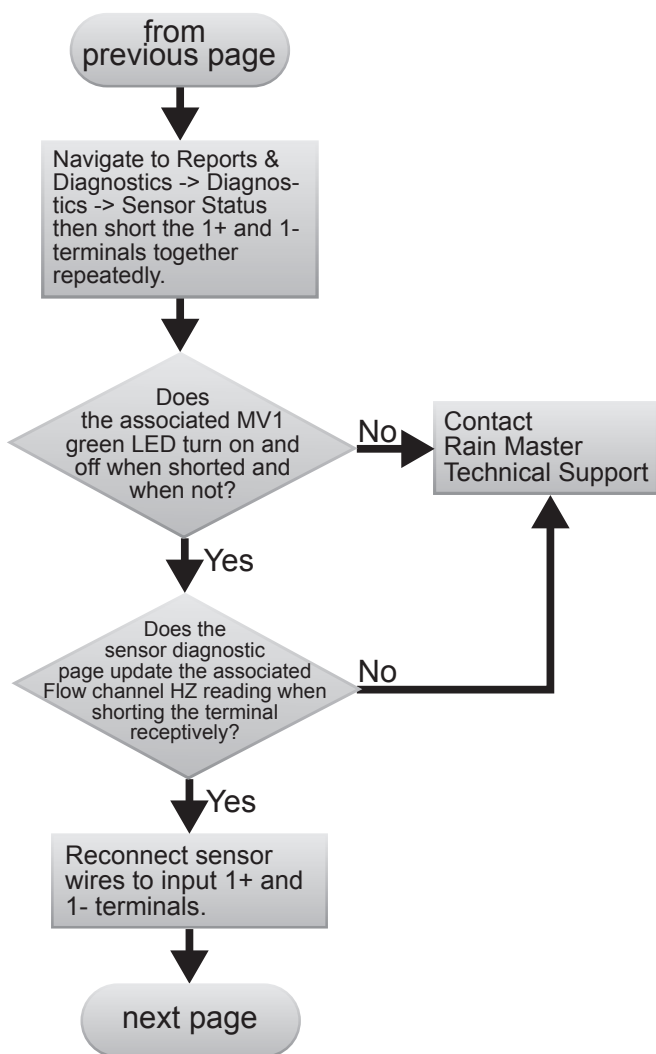 from
previous page
Navigate to Reports &
Diagnostics -> Diagnos-
tics -> Sensor Status
then short the 1+ and 1-
terminals together
repeatedly.
Does
the associated MV1
green LED turn on and
off when shorted and
when not?
No
Contact
Rain Master
Technical Support
Yes
Does the
sensor diagnostic
page update the associated
Flow channel HZ reading when
shorting the terminal
receptively?
No
Yes
Reconnect sensor
wires to input 1+ and
1- terminals.
next page